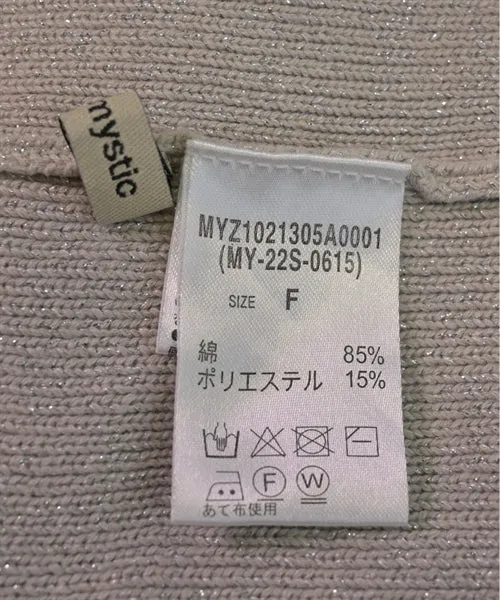 mystic
MYZ1021305A0001
(MY-22S-0615)
SIZE F
綿 85%
ポリエステル 15%
F W
あて布使用